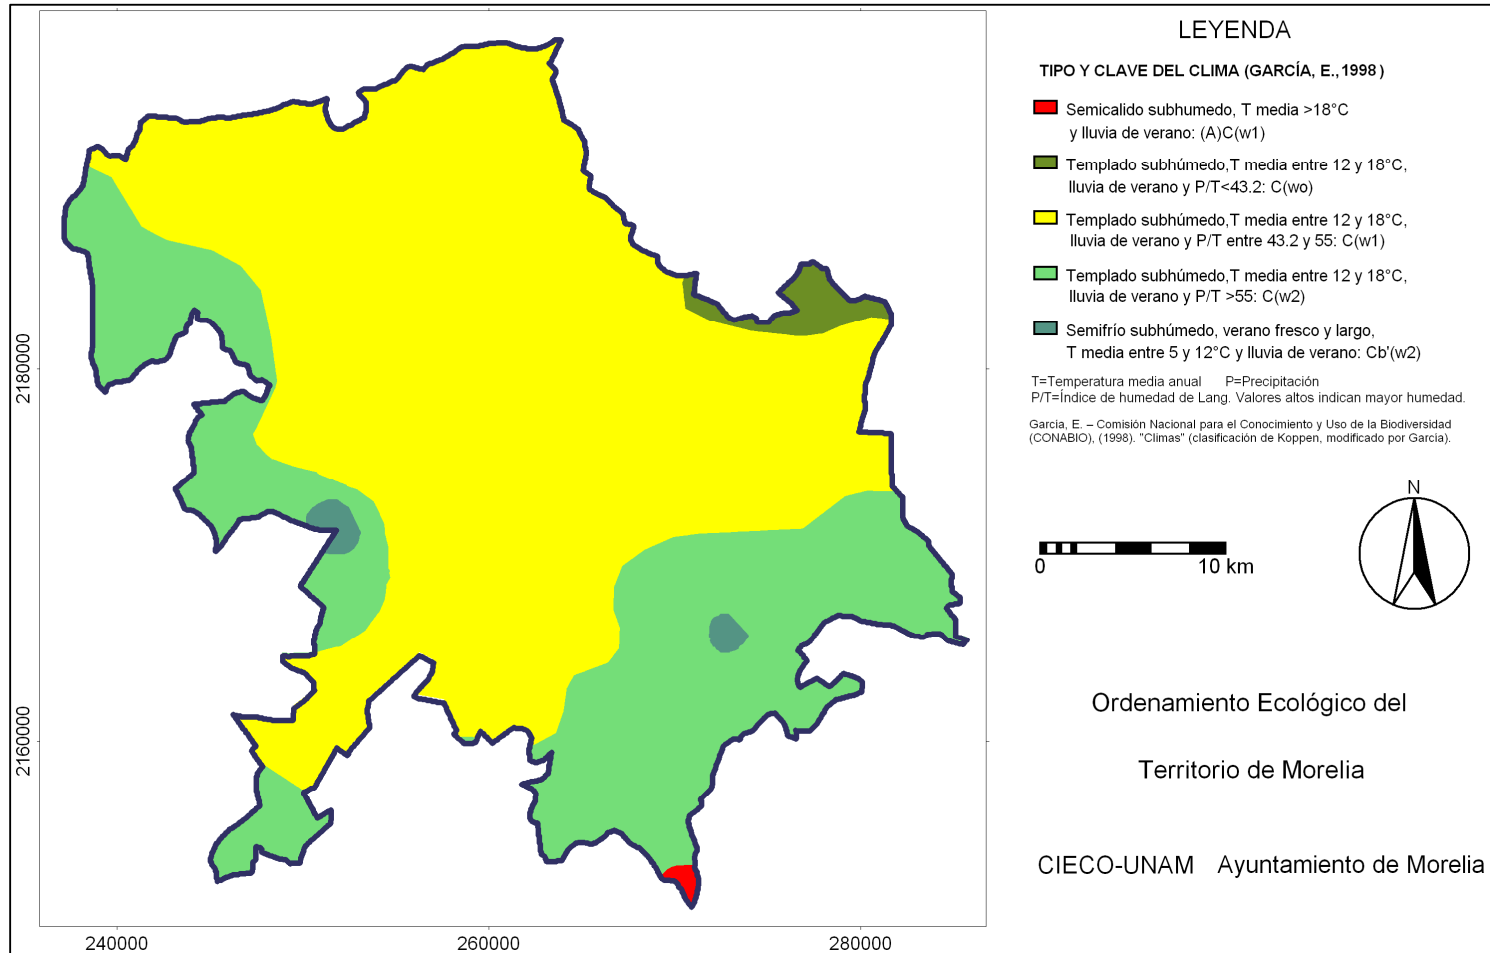 LEYENDA
TIPO Y CLAVE DEL CLIMA (GARCÍA, E.,1998)
Semicalido subhumedo, T media >18°C
y lluvia de verano: (A)C(w1)
Templado subhúmedo,T media entre 12 y 18°C,
lluvia de verano y P/T<43.2: C(wo)
Templado subhúmedo,T media entre 12 y 18°C,
lluvia de verano y P/T entre 43.2 y 55: C(w1)
Templado subhúmedo,T media entre 12 y 18°C,
lluvia de verano y P/T >55: C(w2)
Semifrío subhúmedo, verano fresco y largo,
T media entre 5 y 12°C y lluvia de verano: Cb'(w2)
T=Temperatura media anual P=Precipitación
P/T=Índice de humedad de Lang. Valores altos indican mayor humedad.
Garcia, E. – Comisión Nacional para el Conocimiento y Uso de la Biodiversidad
(CONABIO), (1998). "Climas" (clasificación de Koppen, modificado por Garcia).
N
0 10 km
Ordenamiento Ecológico del
Territorio de Morelia
CIECO-UNAM Ayuntamiento de Morelia
2180000
2160000
240000 260000 280000